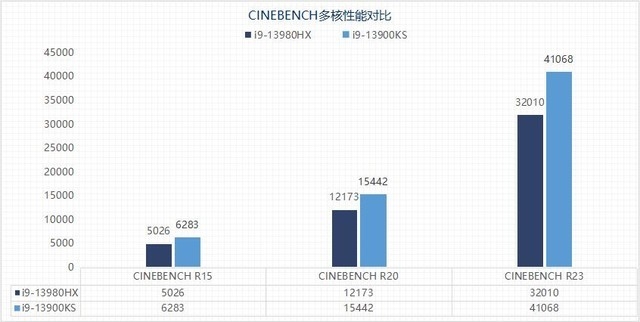 CINEBENCH多核性能对比
i9-13980HX i9-13900KS
45000
40000
35000
30000
25000
20000
15000
10000
5000
0
5026 6283
12173 15442
32010 41068
CINEBENCH R15 CINEBENCH R20 CINEBENCH R23
i9-13980HX 5026 12173 32010
i9-13900KS 6283 15442 41068